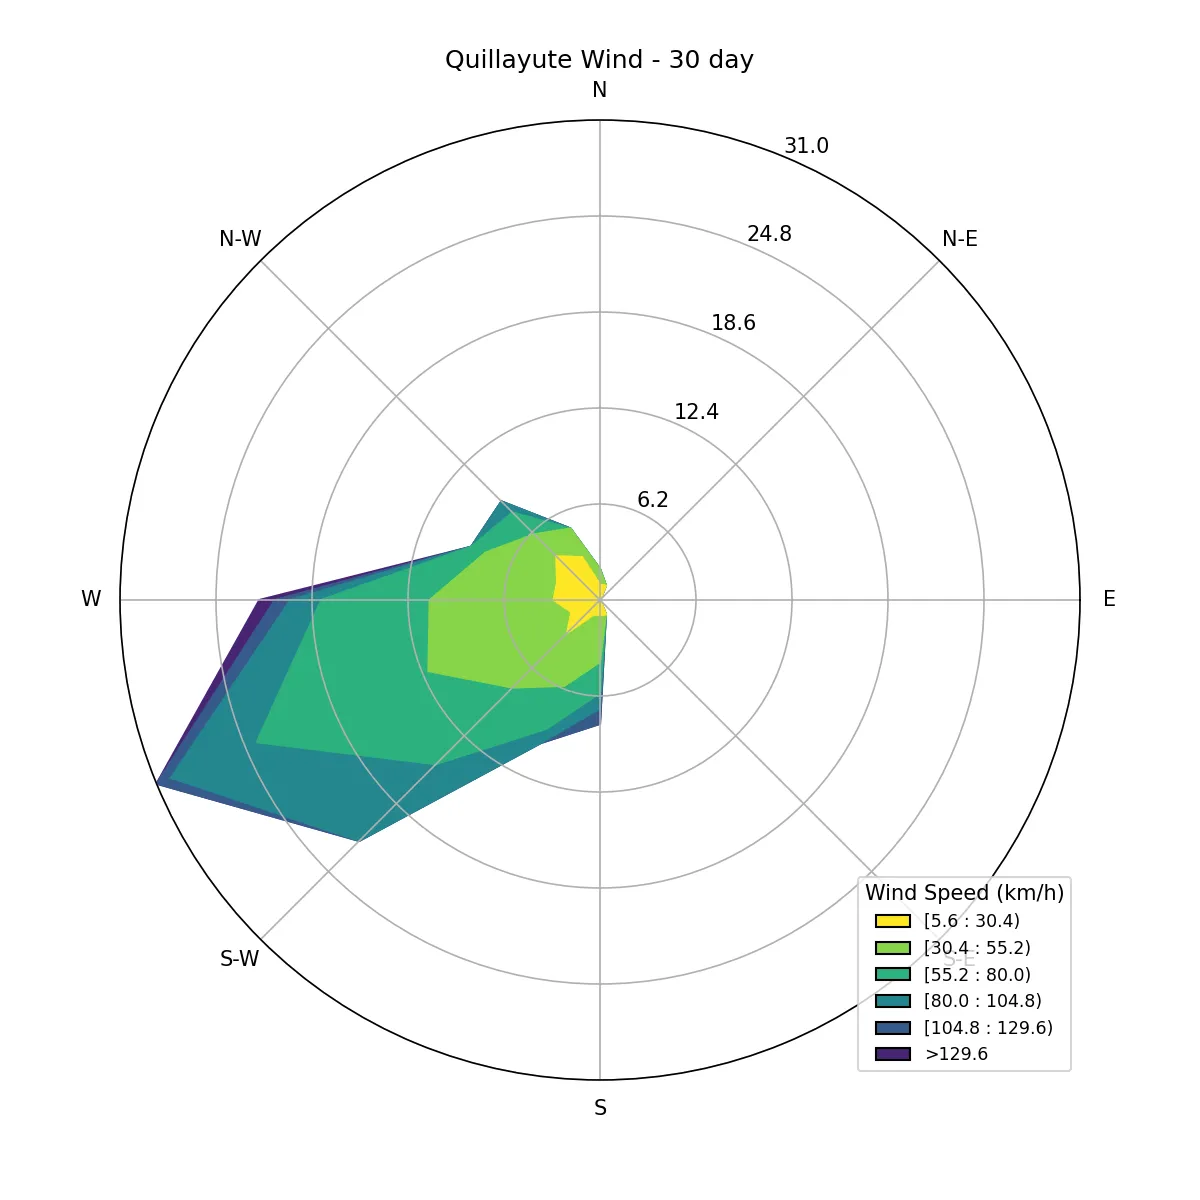 Quillayute Wind - 30 day
N
31.0
N-W
24.8
N-E
18.6
12.4
6.2
W
E
S-W
S-E
S
Wind Speed (km/h)
[5.6 : 30.4)
[30.4 : 55.2)
[55.2 : 80.0)
[80.0 : 104.8)
[104.8 : 129.6)
>129.6